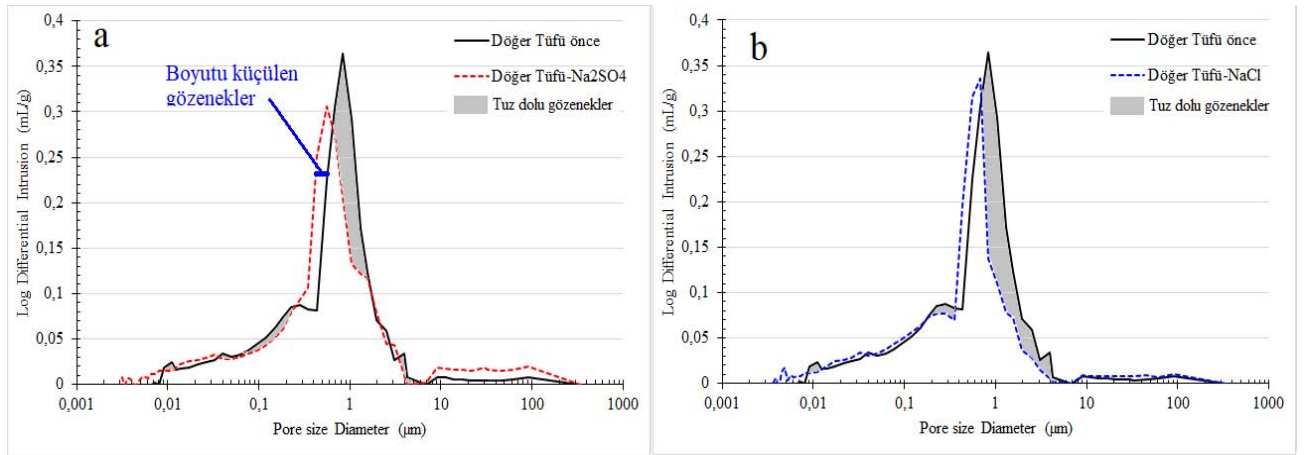 a
Döğer Tüfü önce
Döğer Tüfü-Na2SO4
Tuz dolu gözenekler
Boyutu küçülen
gözenekler
Log Differential Intrusion (mL/g)
0,4
0,35
0,3
0,25
0,2
0,15
0,1
0,05
0
0,001
0,01
0,1
1
10
100
1000
Pore size Diameter (µm)
b
Döğer Tüfü önce
Döğer Tüfü-NaCl
Tuz dolu gözenekler
Log Differential Intrusion (mL/g)
0,4
0,35
0,3
0,25
0,2
0,15
0,1
0,05
0
0,001
0,01
0,1
1
10
100
1000
Pore size Diameter (µm)